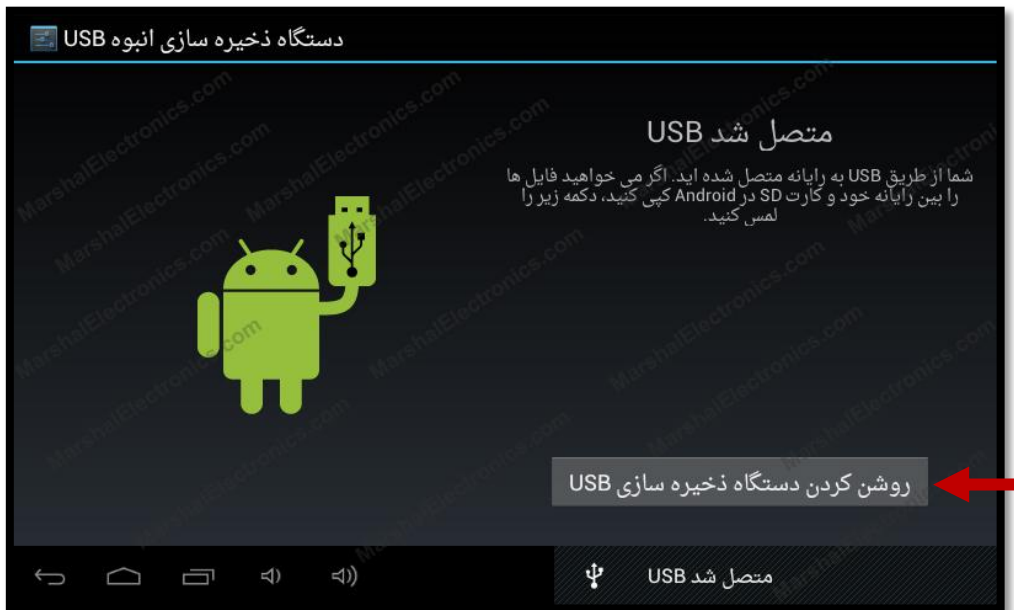 دستگاه ذخیره سازی انبوه USB
متصل شد USB
شما از طریق USB به رایانه متصل شده اید. اگر می خواهید فایل ها
را بین رایانه خود و کارت SD در Android کپی کنید، دکمه زیر را
لمس کنید.
روشن کردن دستگاه ذخیره سازی USB
متصل شد USB
MarshalElectronics.com